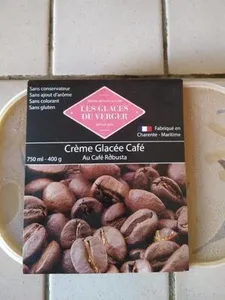 Sans conservateur
Sans ajout d'arôme
Sans colorant
Sans gluten
LES GLACES
DU VERGER
Fabriqué en
Charente - Maritime
Crème Glacée Café
750 ml - 400 g
Au Café Robusta